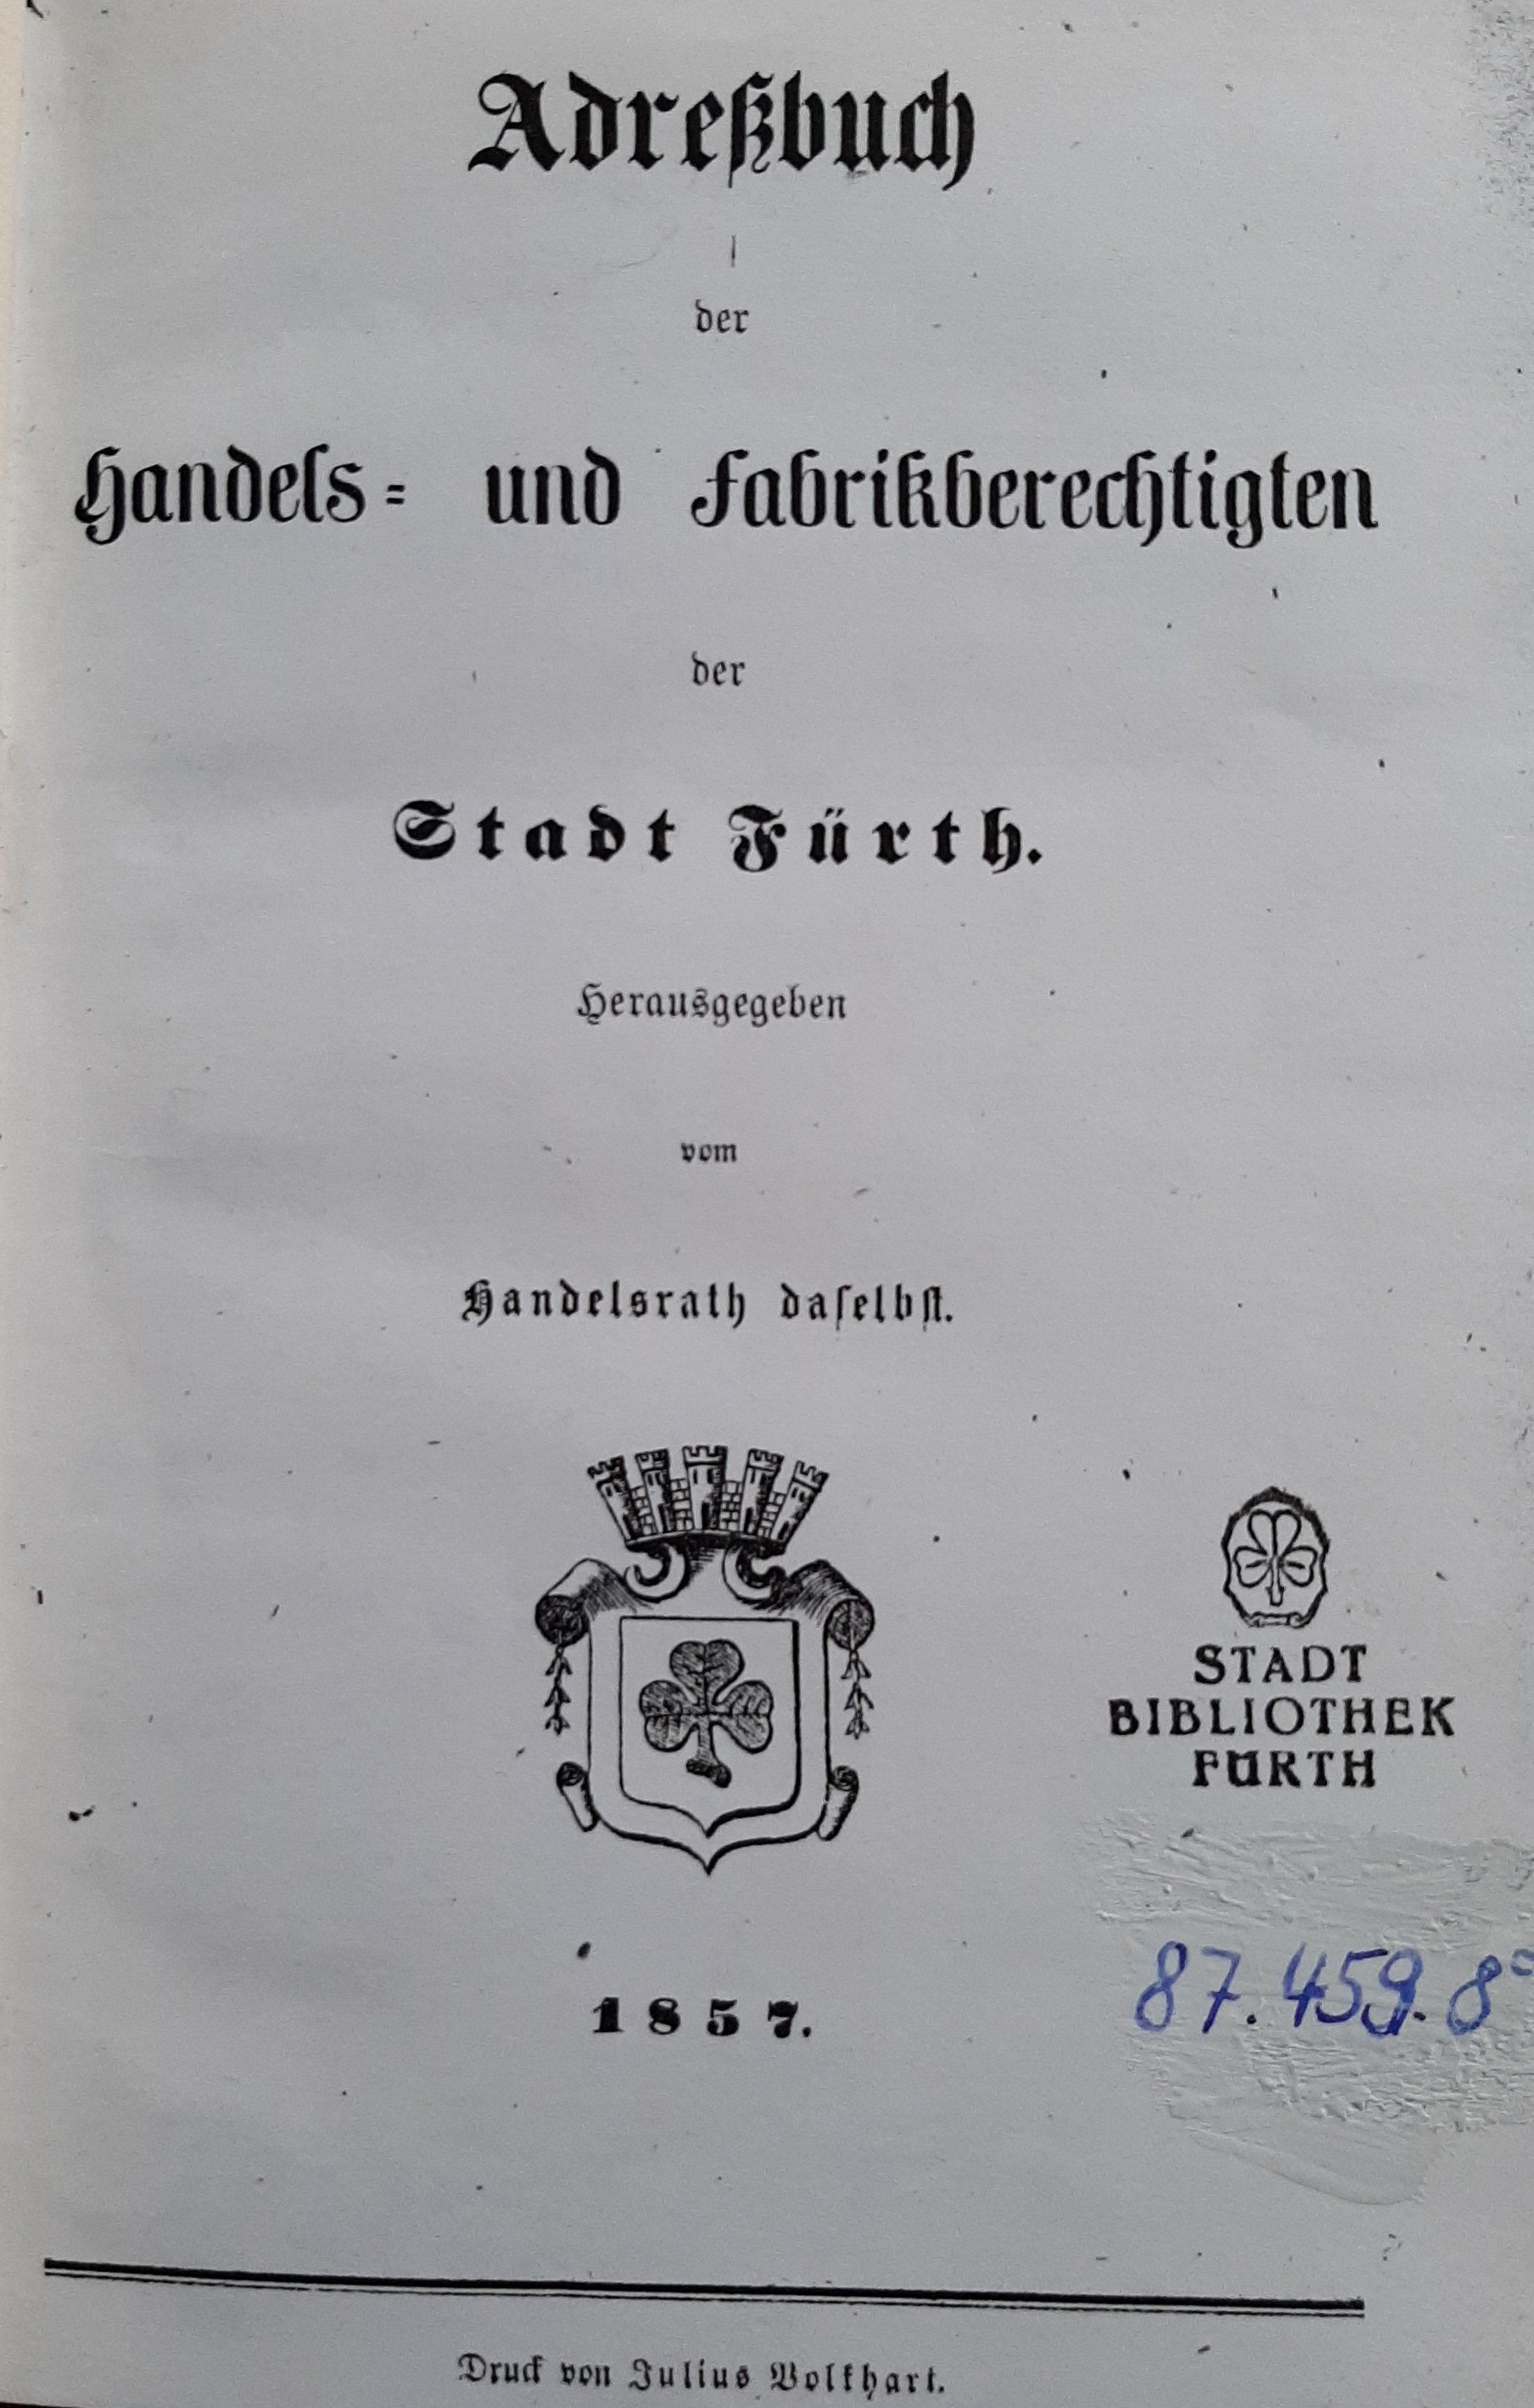 Adreßbuch
der
Handels= und Fabrikberechtigten
der
Stadt Fürth.
Herausgegeben
vom
Handelsrath daselbst.
STADT
BIBLIOTHEK
FÜRTH
1857.
87.459.8°
Druck von Julius Volkhart.